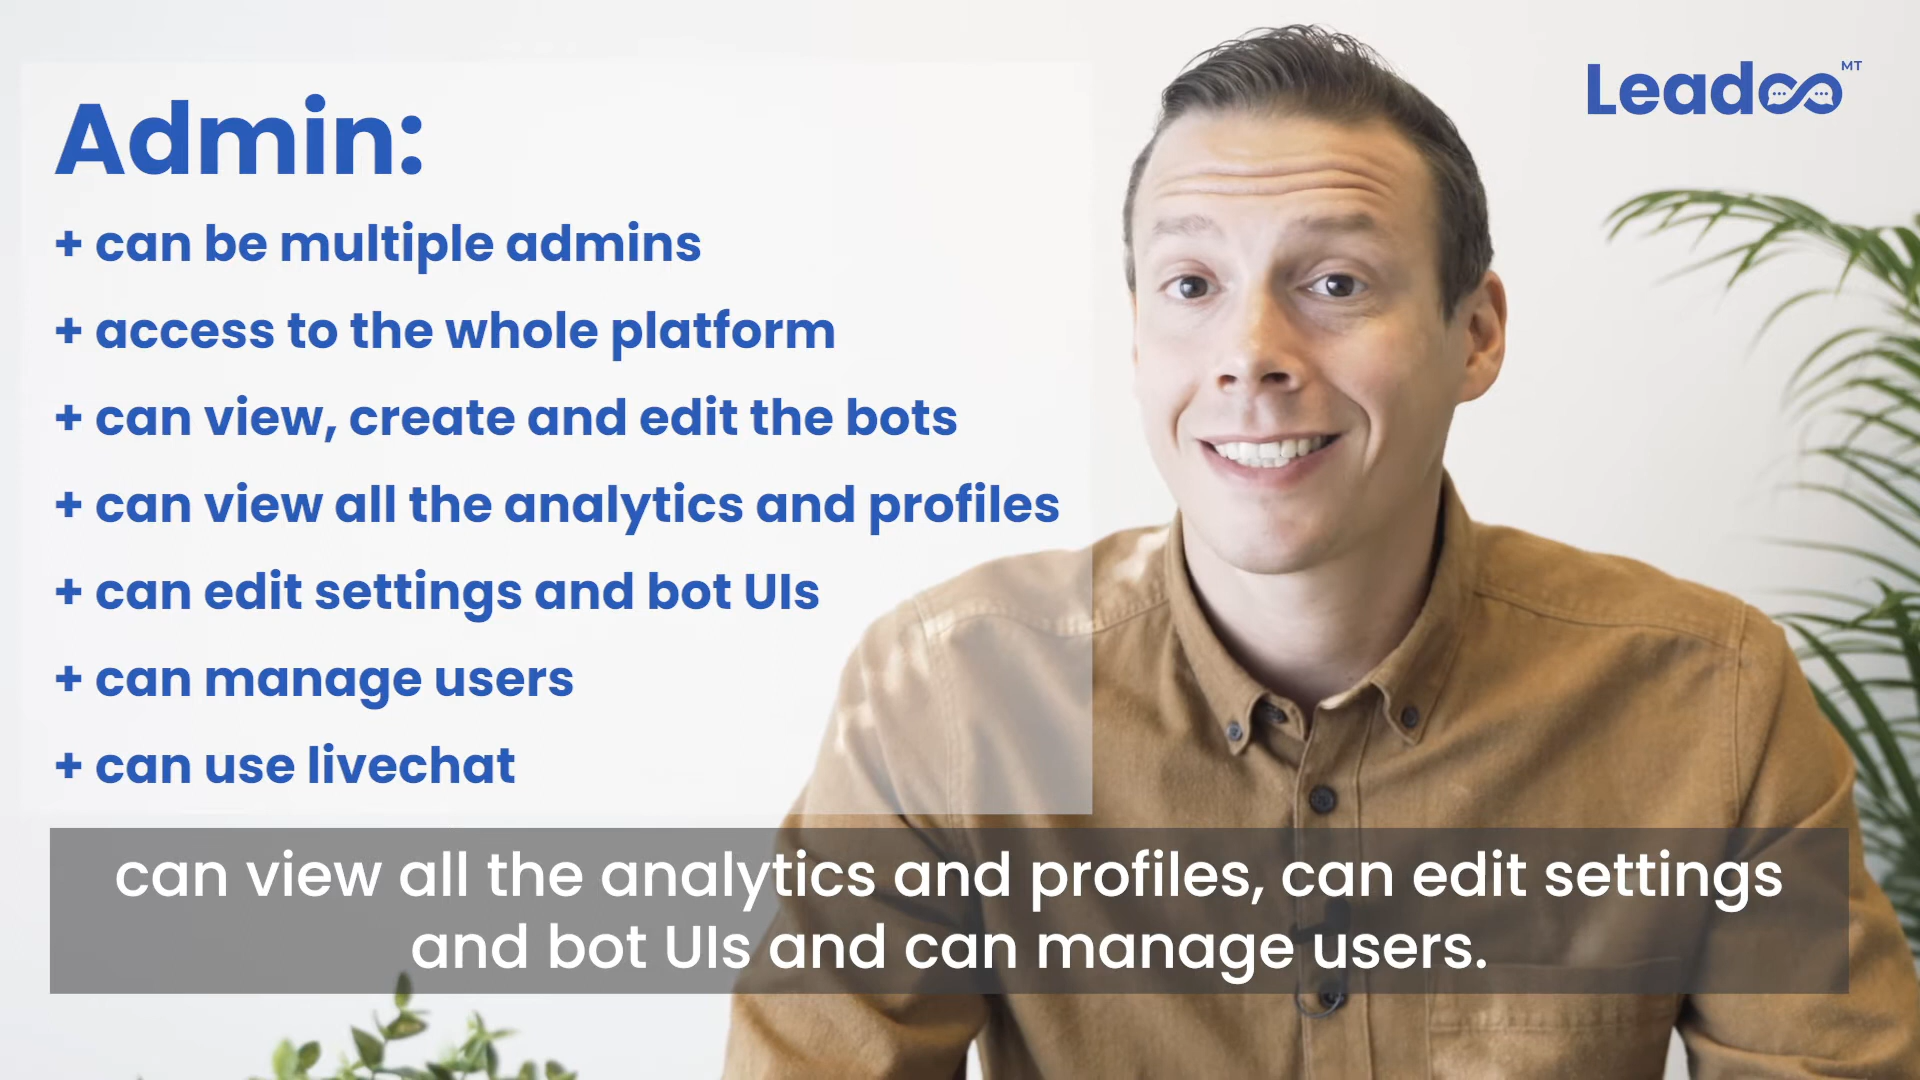 Leadoo MT
Admin:
+ can be multiple admins
+ access to the whole platform
+ can view, create and edit the bots
+ can view all the analytics and profiles
+ can edit settings and bot UIs
+ can manage users
+ can use livechat
can view all the analytics and profiles, can edit settings
and bot UIs and can manage users.